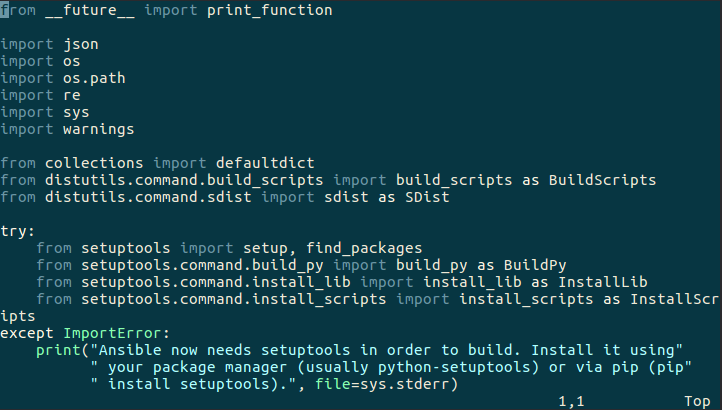 from __future__ import print_function

import json
import os
import os.path
import re
import sys
import warnings

from collections import defaultdict
from distutils.command.build_scripts import build_scripts as BuildScripts
from distutils.command.sdist import sdist as SDist

try:
    from setuptools import setup, find_packages
    from setuptools.command.build_py import build_py as BuildPy
    from setuptools.command.install_lib import install_lib as InstallLib
    from setuptools.command.install_scripts import install_scripts as InstallScr
ipts
except ImportError:
    print("Ansible now needs setuptools in order to build. Install it using"
          " your package manager (usually python-setuptools) or via pip (pip"
          " install setuptools).", file=sys.stderr)
1,1 Top